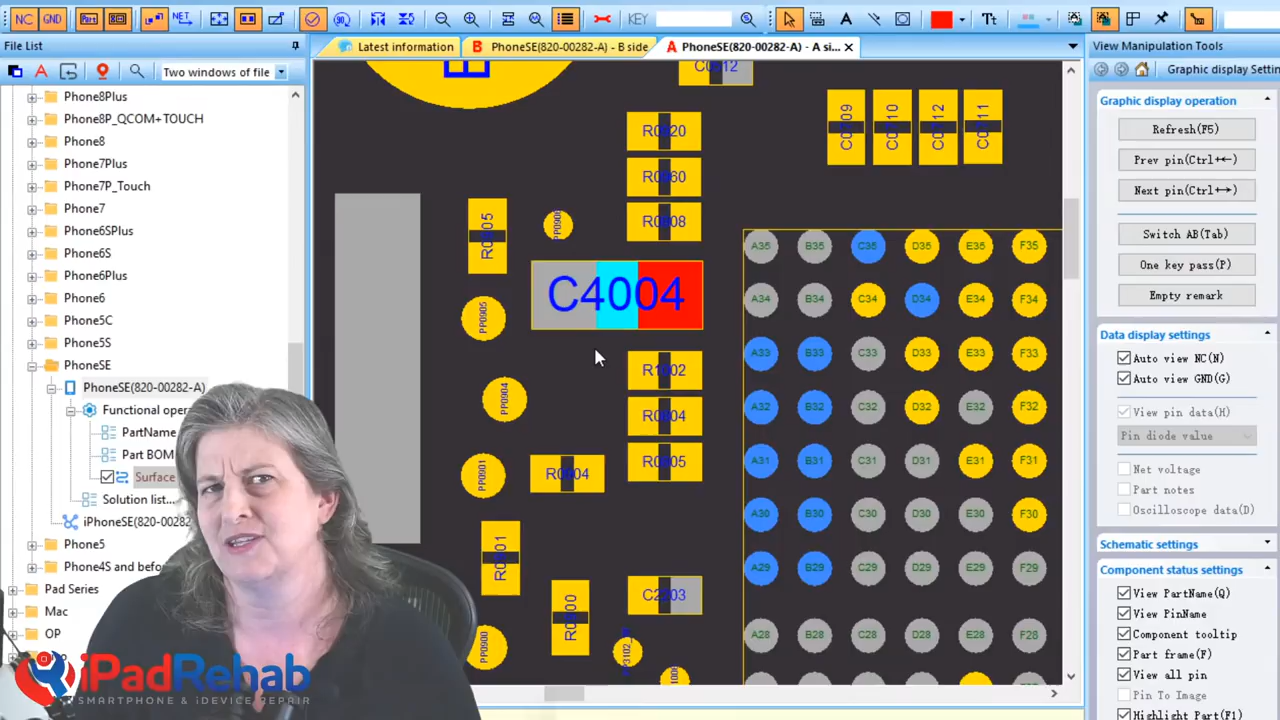 NC GND Part NET KEY Tt
File List
Latest information
B PhoneSE(820-00282-A) - B side
A PhoneSE(820-00282-A) - A si...
View Manipulation Tools
A Two windows of file
Graphic display Settin
Phone8Plus
Phone8P_QCOM+TOUCH
Phone8
Phone7Plus
Phone7P_Touch
Phone7
Phone6SPlus
Phone6S
Phone6Plus
Phone6
Phone5C
Phone5S
PhoneSE
PhoneSE(820-00282-A)
Functional oper
PartName
Part BOM
Surface
Solution list...
iPhoneSE(820-00282
Phone5
Phone4S and befo
Pad Series
Mac
OP
iPadRehab
SMARTPHONE & iDEVICE REPAIR
C4004
R1002
PP0905
PP0904
PP0901
PP0900
A35 B35 C35 D35 E35 F35
A34 B34 C34 D34 E34 F34
A33 B33 C33 D33 E33 F33
A32 B32 C32 D32 E32 F32
A31 B31 C31 D31 E31 F31
A30 B30 C30 D30 E30 F30
A29 B29 C29 D29 E29 F29
A28 B28 C28 D28 E28 F28
Graphic display operation
Refresh(F5)
Prev pin(Ctrl+←)
Next pin(Ctrl+→)
Switch AB(Tab)
One key pass(P)
Empty remark
Data display settings
Auto view NC(N)
Auto view GND(G)
View pin data(H)
Pin diode value
Net voltage
Part notes
Oscilloscope data(D)
Schematic settings
Component status settings
View PartName(Q)
View PinName
Component tooltip
Part frame(F)
View all pin
Pin To Image
Highlight Part(F1)